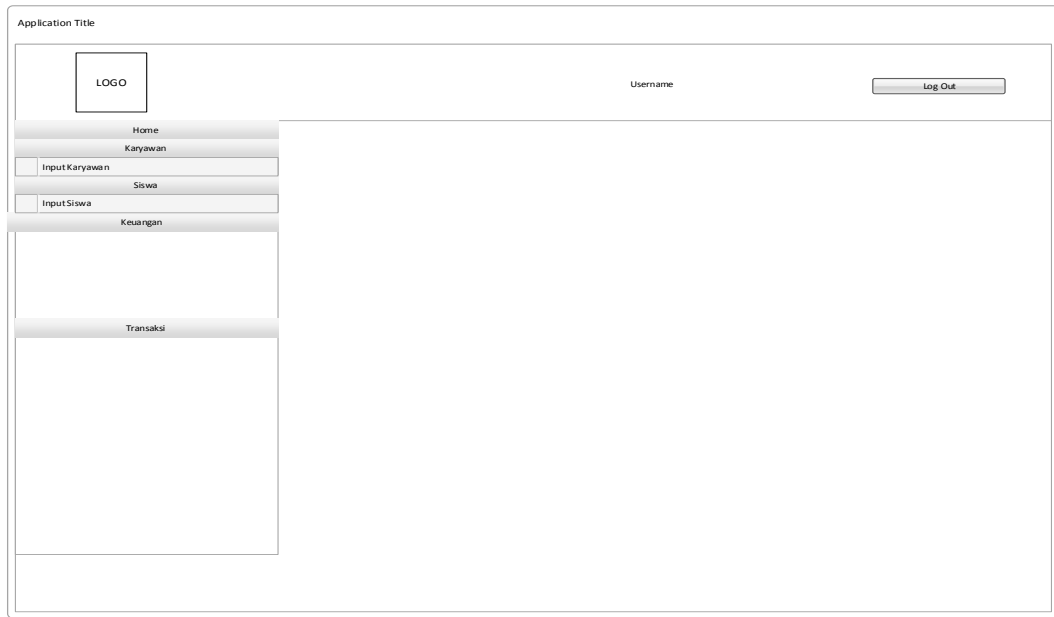 Application Title
LOGO
Username
Log Out
Home
Karyawan
Input Karyawan
Siswa
Input Siswa
Keuangan
Transaksi